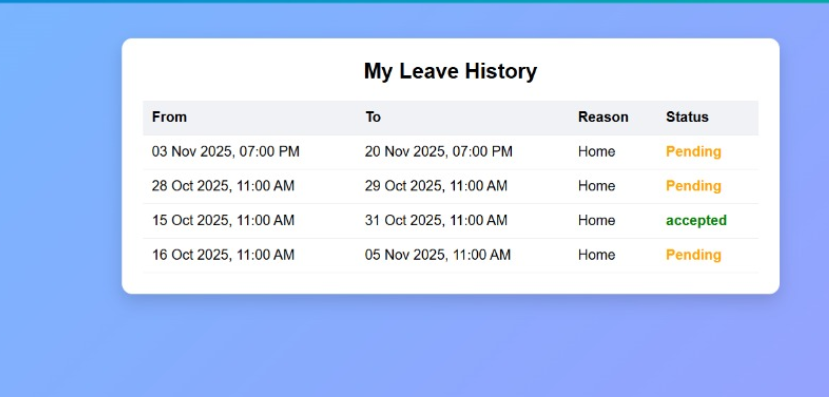 My Leave History
From To Reason Status
03 Nov 2025, 07:00 PM 20 Nov 2025, 07:00 PM Home Pending
28 Oct 2025, 11:00 AM 29 Oct 2025, 11:00 AM Home Pending
15 Oct 2025, 11:00 AM 31 Oct 2025, 11:00 AM Home accepted
16 Oct 2025, 11:00 AM 05 Nov 2025, 11:00 AM Home Pending